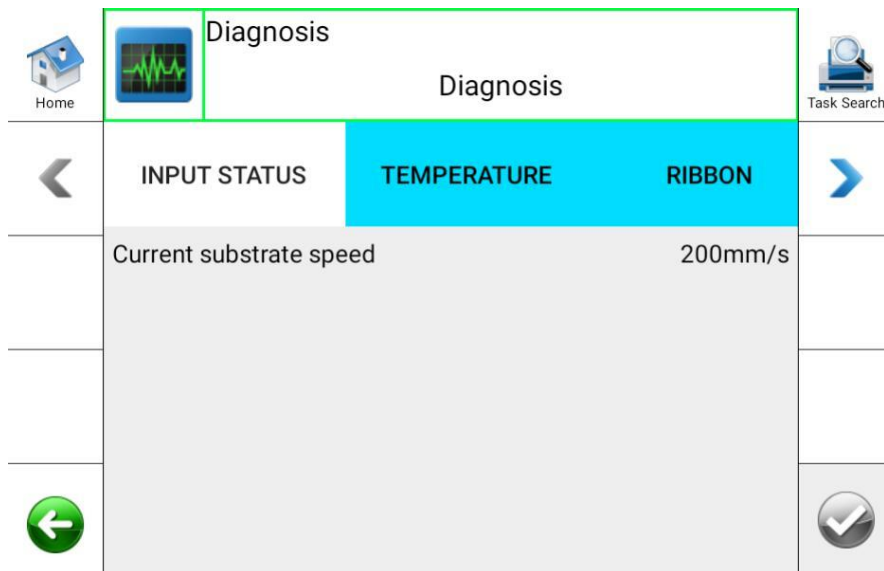 Diagnosis
Diagnosis
Home
Task Search
INPUT STATUS
TEMPERATURE
RIBBON
Current substrate speed 200mm/s